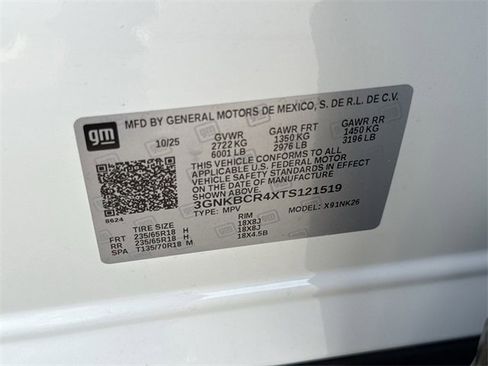 gm
MFD BY GENERAL MOTORS DE MEXICO, S. DE R.L. DE C.V.
10/25 GVWR GAWR FRT GAWR RR
2722 KG 1350 KG 1450 KG
6001 LB 2976 LB 3196 LB
THIS VEHICLE CONFORMS TO ALL
APPLICABLE U.S. FEDERAL MOTOR
VEHICLE SAFETY STANDARDS IN EFFECT
ON THE DATE OF MANUFACTURE
SHOWN ABOVE.
3GNKBCR4XTS121519
8624 TYPE: MPV MODEL: X91NK26
TIRE SIZE RIM
FRT 235/65R18 H 18X8J
RR 235/65R18 H 18X8J
SPA T135/70R18 M 18X4.5B